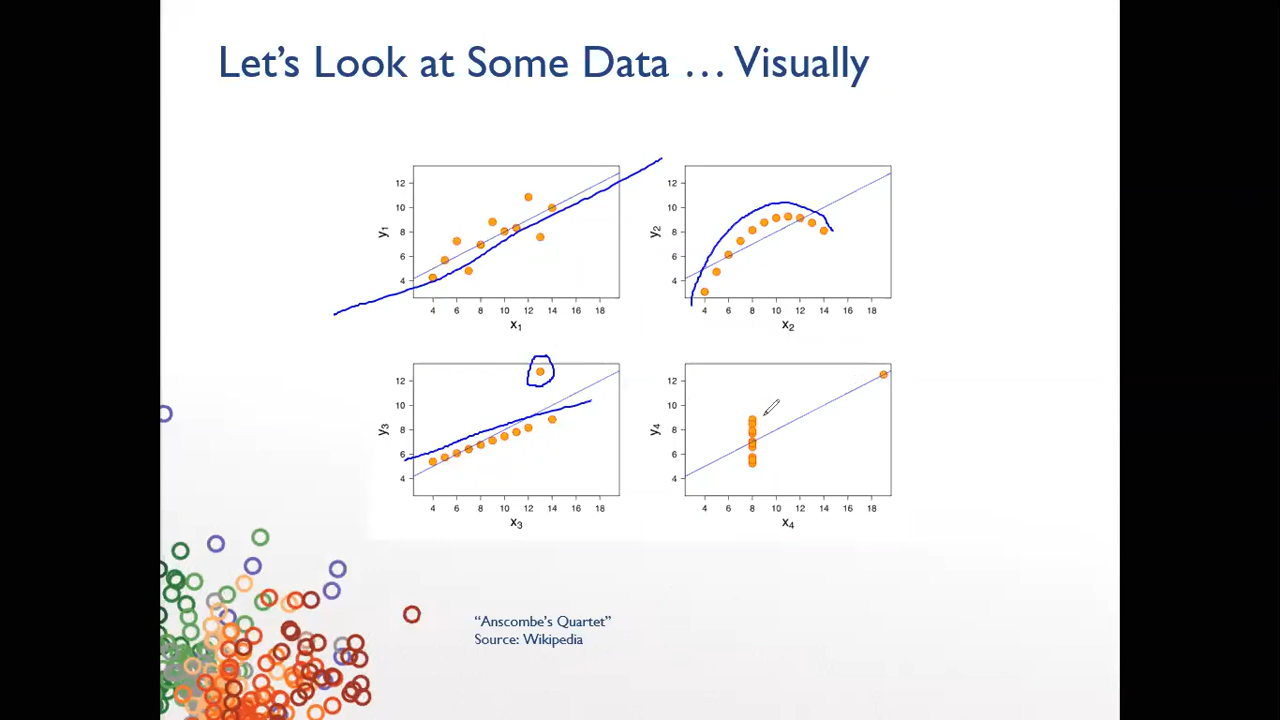 Let's Look at Some Data … Visually
12
10
8
6
4
y1
4 6 8 10 12 14 16 18
x1
12
10
8
6
4
y2
4 6 8 10 12 14 16 18
x2
12
10
8
6
4
y3
4 6 8 10 12 14 16 18
x3
12
10
8
6
4
y4
4 6 8 10 12 14 16 18
x4
“Anscombe's Quartet”
Source: Wikipedia